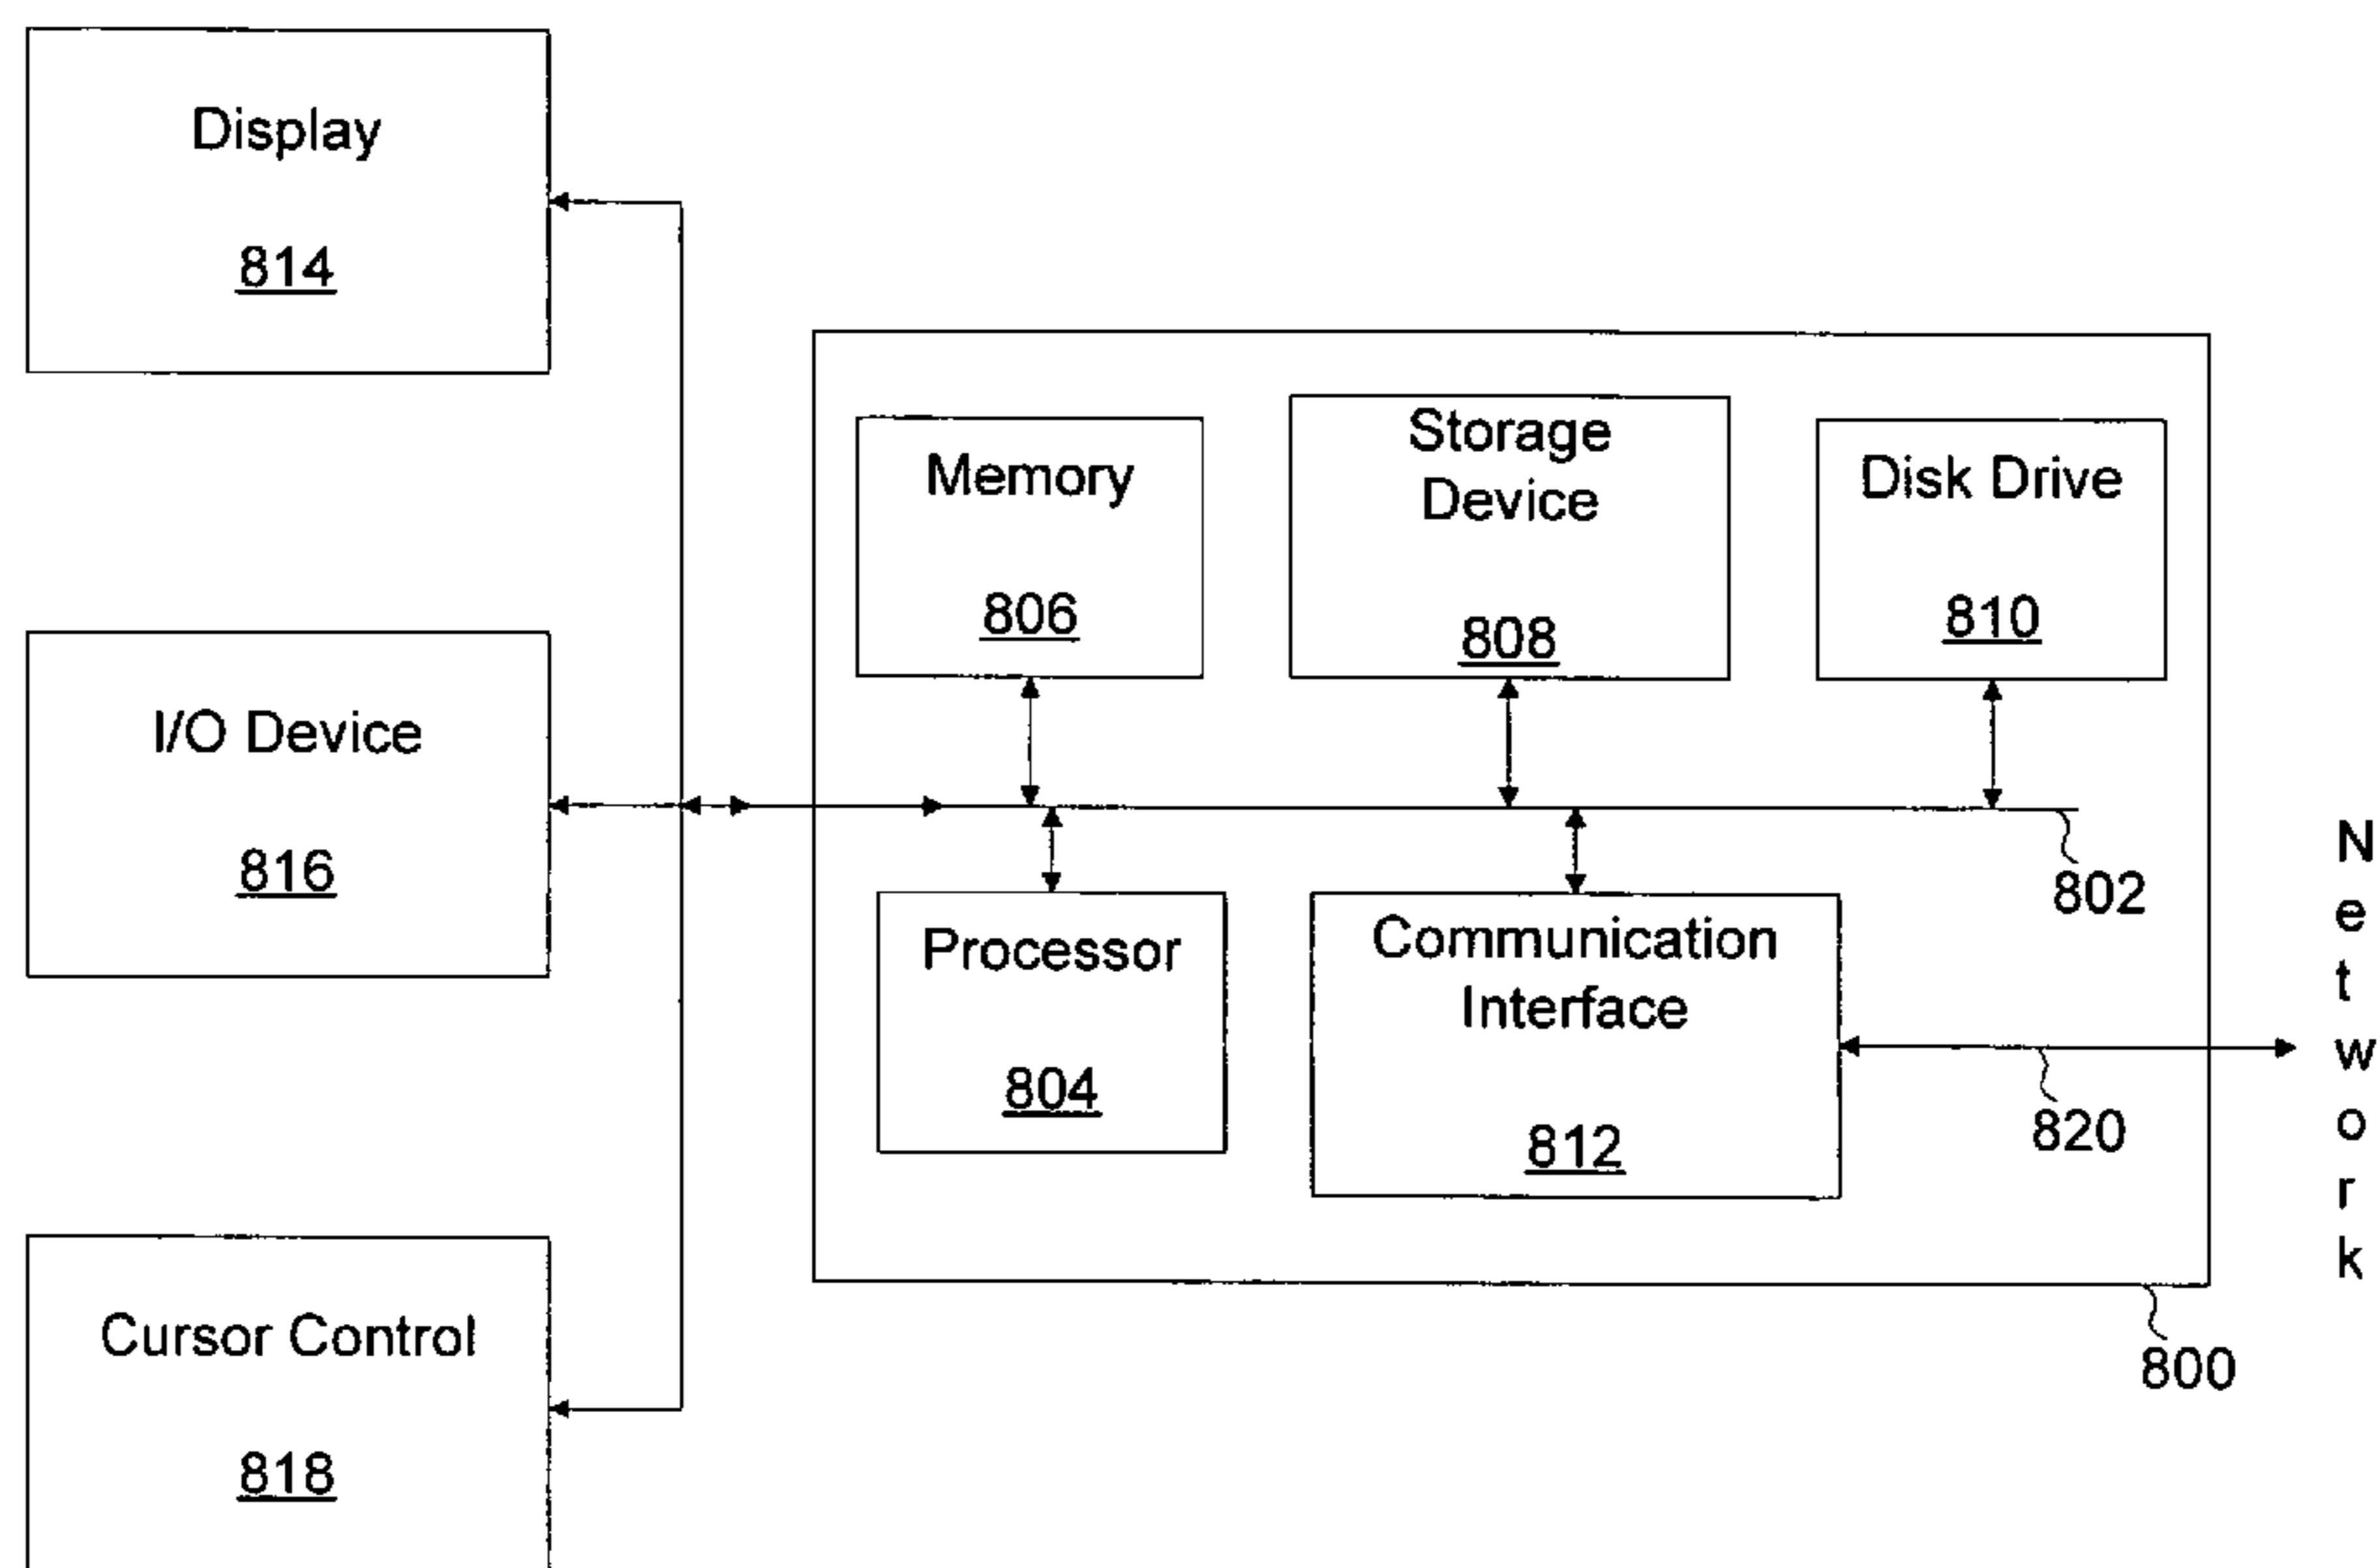 Display
814
I/O Device
816
Cursor Control
818
Memory
806
Storage
Device
808
Disk Drive
810
Processor
804
Communication
Interface
812
802
820
800
Network